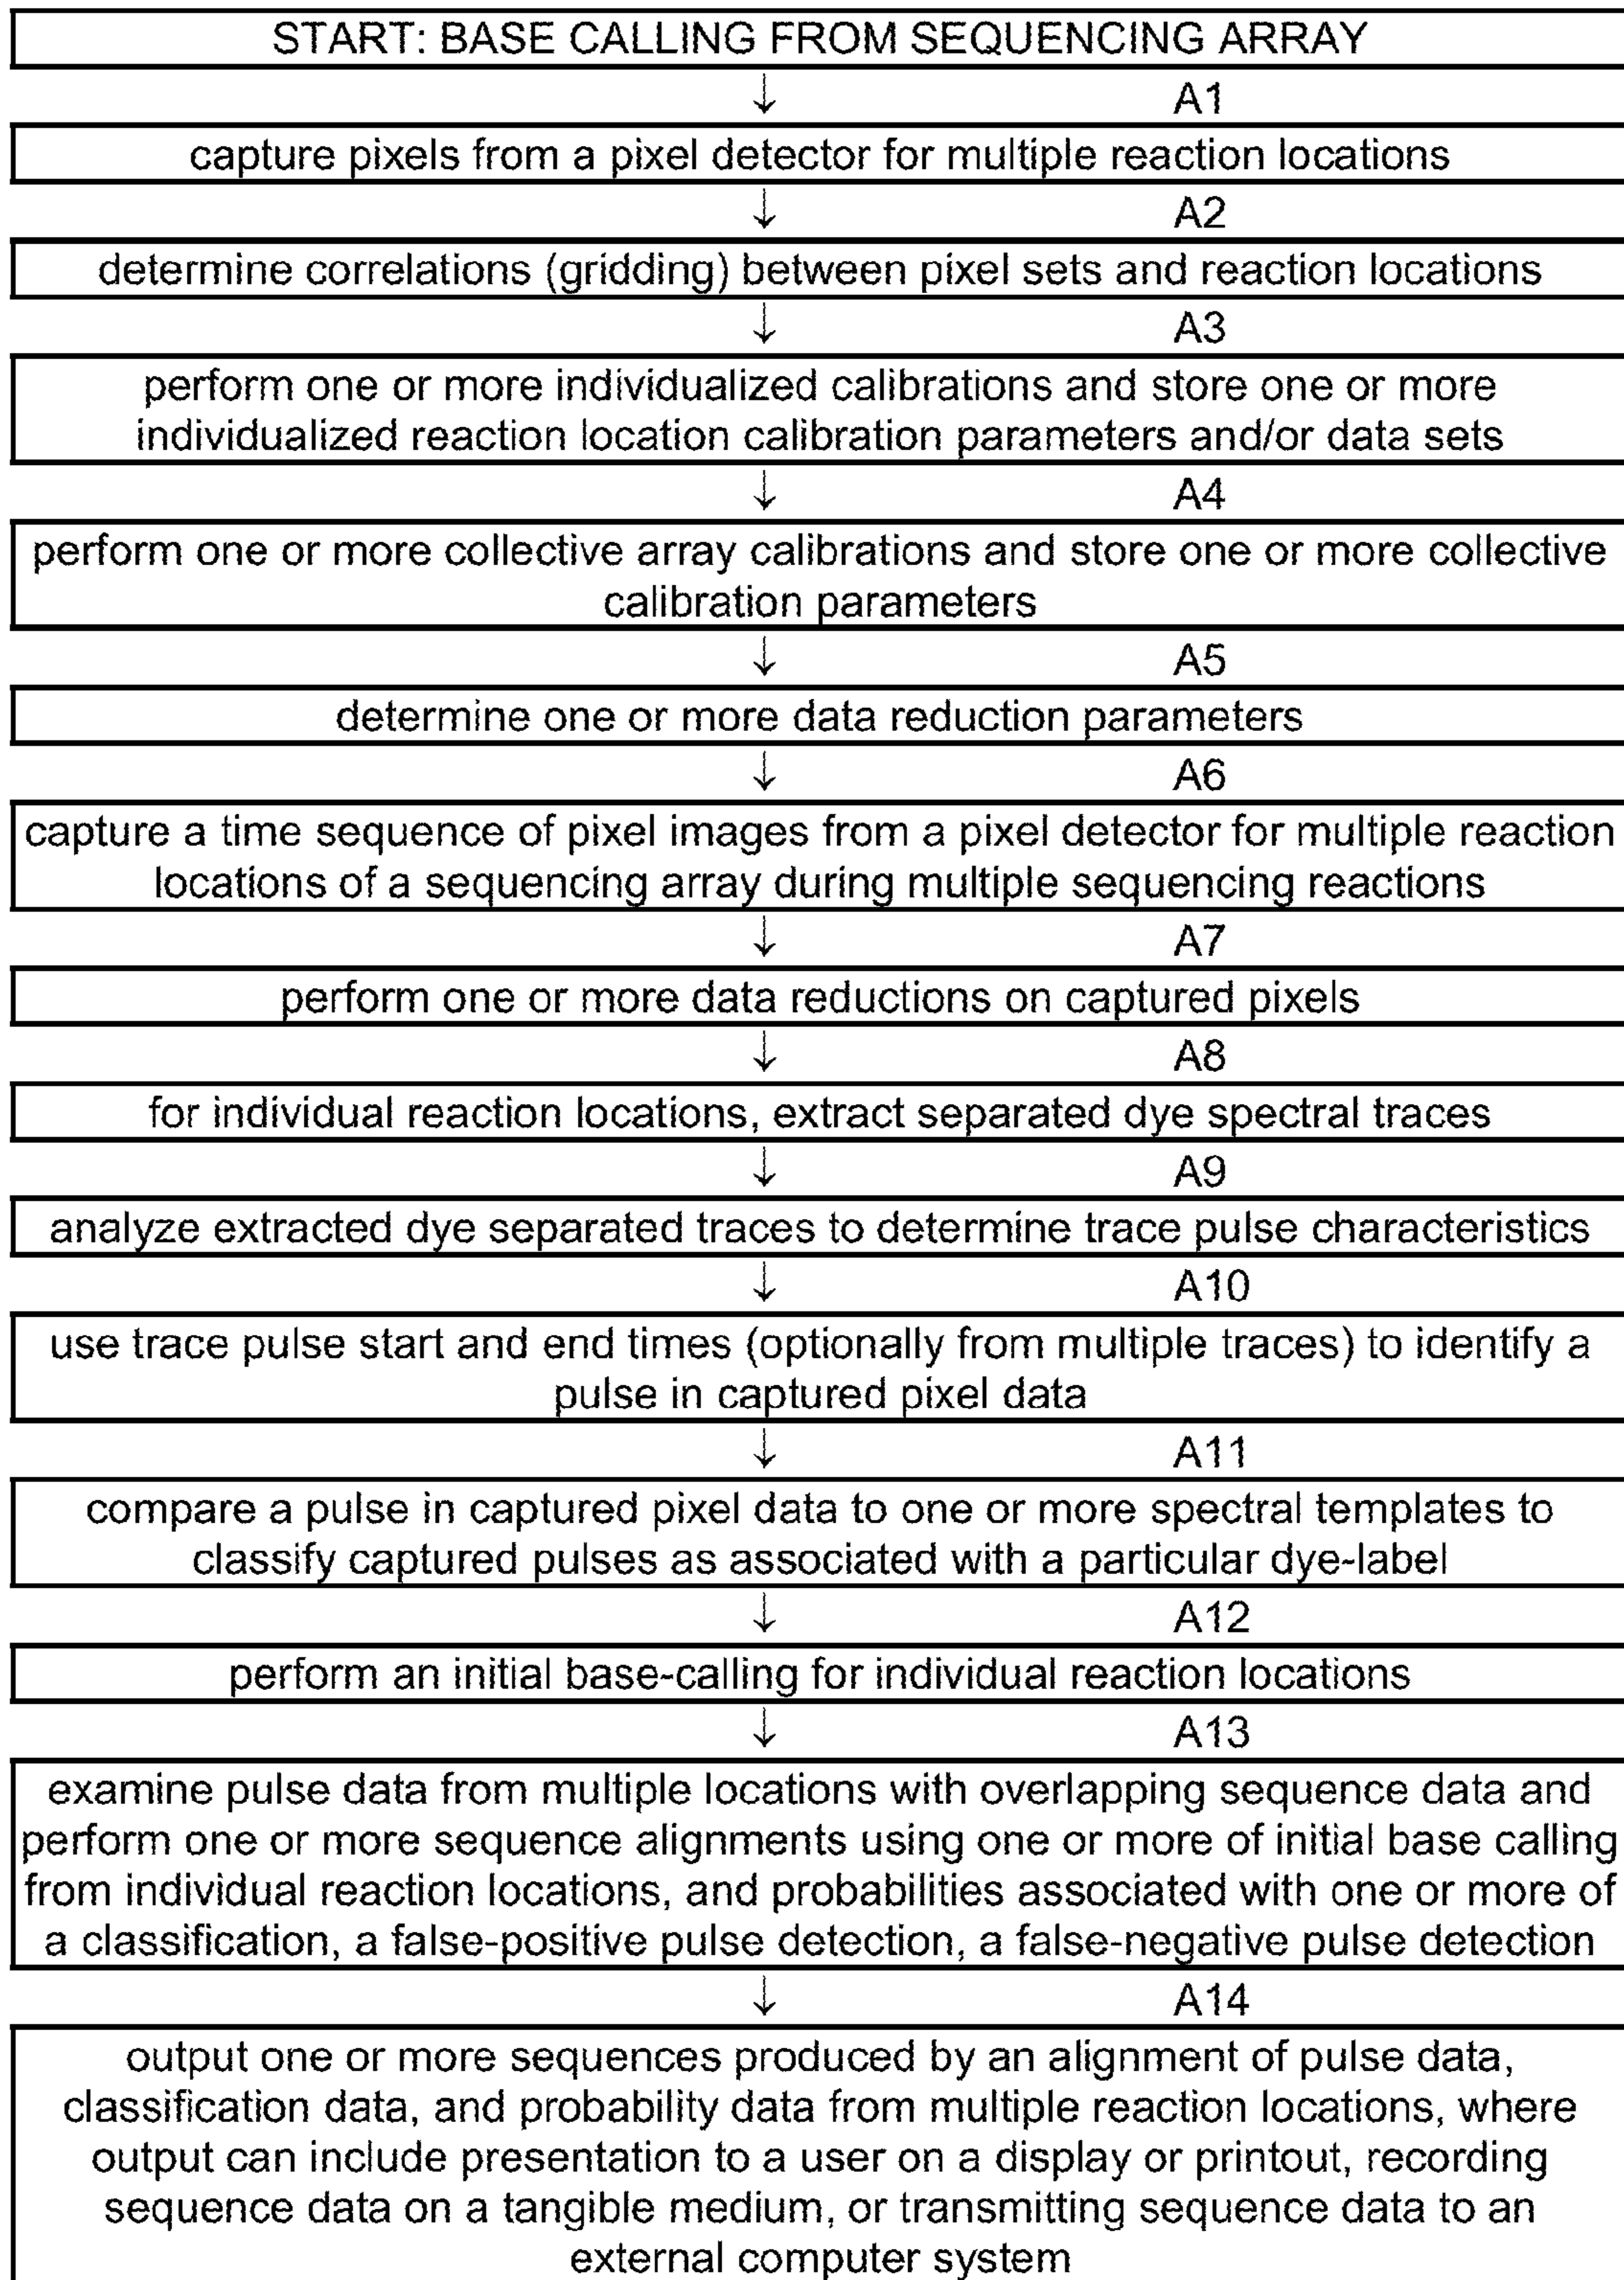 START: BASE CALLING FROM SEQUENCING ARRAY
↓ A1
capture pixels from a pixel detector for multiple reaction locations
↓ A2
determine correlations (gridding) between pixel sets and reaction locations
↓ A3
perform one or more individualized calibrations and store one or more
individualized reaction location calibration parameters and/or data sets
↓ A4
perform one or more collective array calibrations and store one or more collective
calibration parameters
↓ A5
determine one or more data reduction parameters
↓ A6
capture a time sequence of pixel images from a pixel detector for multiple reaction
locations of a sequencing array during multiple sequencing reactions
↓ A7
perform one or more data reductions on captured pixels
↓ A8
for individual reaction locations, extract separated dye spectral traces
↓ A9
analyze extracted dye separated traces to determine trace pulse characteristics
↓ A10
use trace pulse start and end times (optionally from multiple traces) to identify a
pulse in captured pixel data
↓ A11
compare a pulse in captured pixel data to one or more spectral templates to
classify captured pulses as associated with a particular dye-label
↓ A12
perform an initial base-calling for individual reaction locations
↓ A13
examine pulse data from multiple locations with overlapping sequence data and
perform one or more sequence alignments using one or more of initial base calling
from individual reaction locations, and probabilities associated with one or more of
a classification, a false-positive pulse detection, a false-negative pulse detection
↓ A14
output one or more sequences produced by an alignment of pulse data,
classification data, and probability data from multiple reaction locations, where
output can include presentation to a user on a display or printout, recording
sequence data on a tangible medium, or transmitting sequence data to an
external computer system